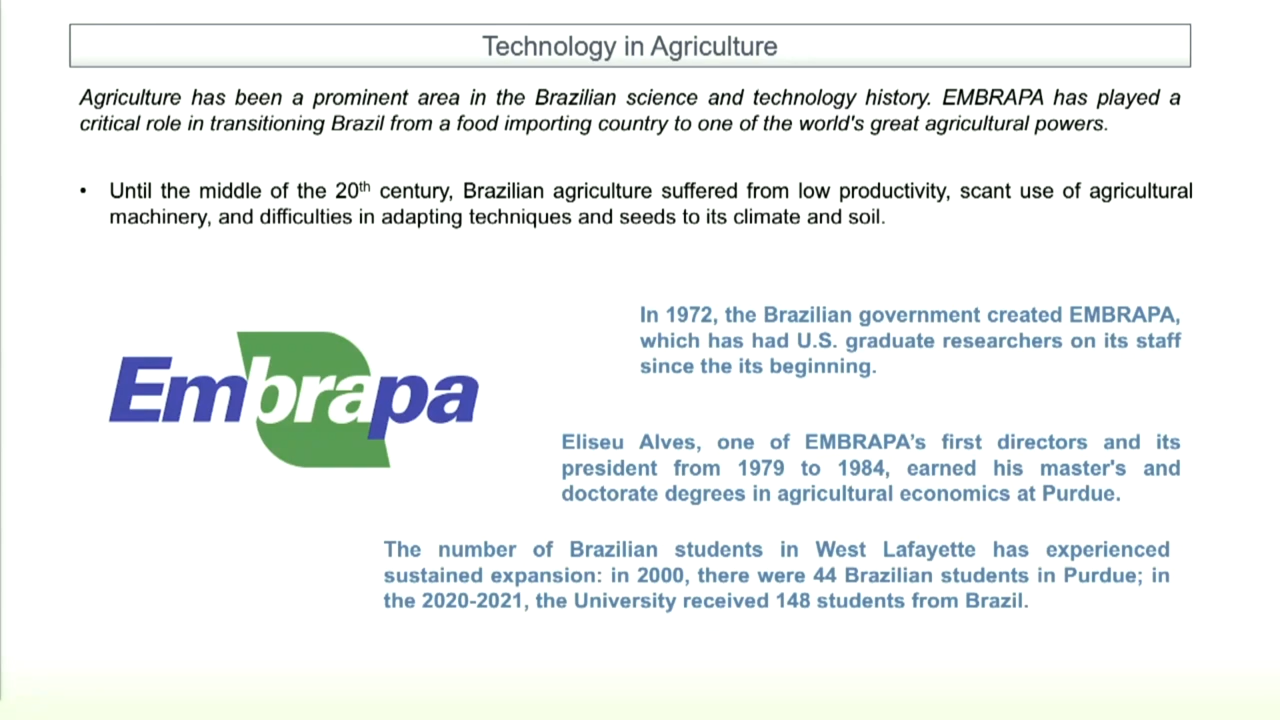 Technology in Agriculture
Agriculture has been a prominent area in the Brazilian science and technology history. EMBRAPA has played a
critical role in transitioning Brazil from a food importing country to one of the world's great agricultural powers.
• Until the middle of the 20th century, Brazilian agriculture suffered from low productivity, scant use of agricultural
machinery, and difficulties in adapting techniques and seeds to its climate and soil.
In 1972, the Brazilian government created EMBRAPA,
which has had U.S. graduate researchers on its staff
since the its beginning.
Embrapa
Eliseu Alves, one of EMBRAPA’s first directors and its
president from 1979 to 1984, earned his master's and
doctorate degrees in agricultural economics at Purdue.
The number of Brazilian students in West Lafayette has experienced
sustained expansion: in 2000, there were 44 Brazilian students in Purdue; in
the 2020-2021, the University received 148 students from Brazil.